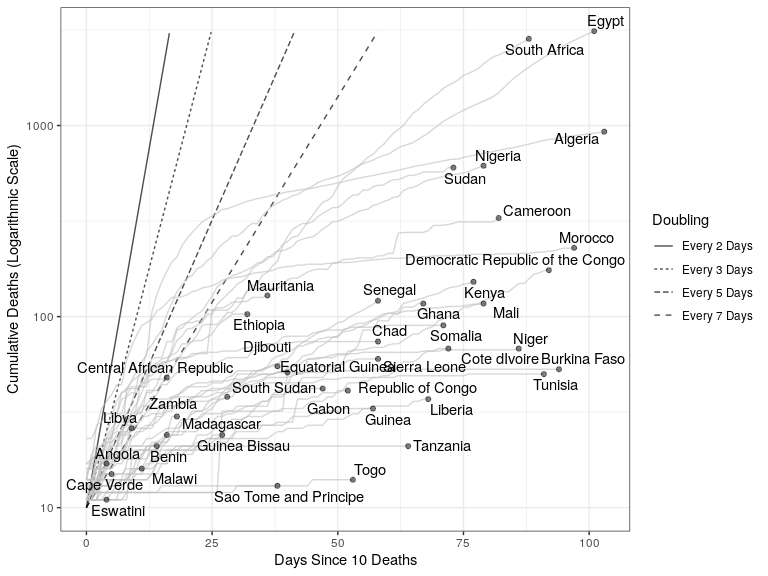 Egypt
South Africa
1000
Algeria
Nigeria
Sudan
Cameroon
Doubling
Morocco
Every 2 Days
Democratic Republic of the Congo
Every 3 Days
Mauritania
Senegal
Kenya
Every 5 Days
Ghana
Mali
100
Every 7 Days
Ethiopia
Chad
Somalia
Niger
Djibouti
Cote dIvoire
Burkina Faso
Central African Republic
Equatorial Guinea
Sierra Leone
Tunisia
South Sudan
Republic of Congo
Zambia
Gabon
Liberia
Libya
Madagascar
Guinea
Guinea Bissau
Tanzania
Angola
Benin
Togo
Cape Verde
Malawi
Sao Tome and Principe
10
Eswatini
0
25
50
75
100
Days Since 10 Deaths
Cumulative Deaths (Logarithmic Scale)